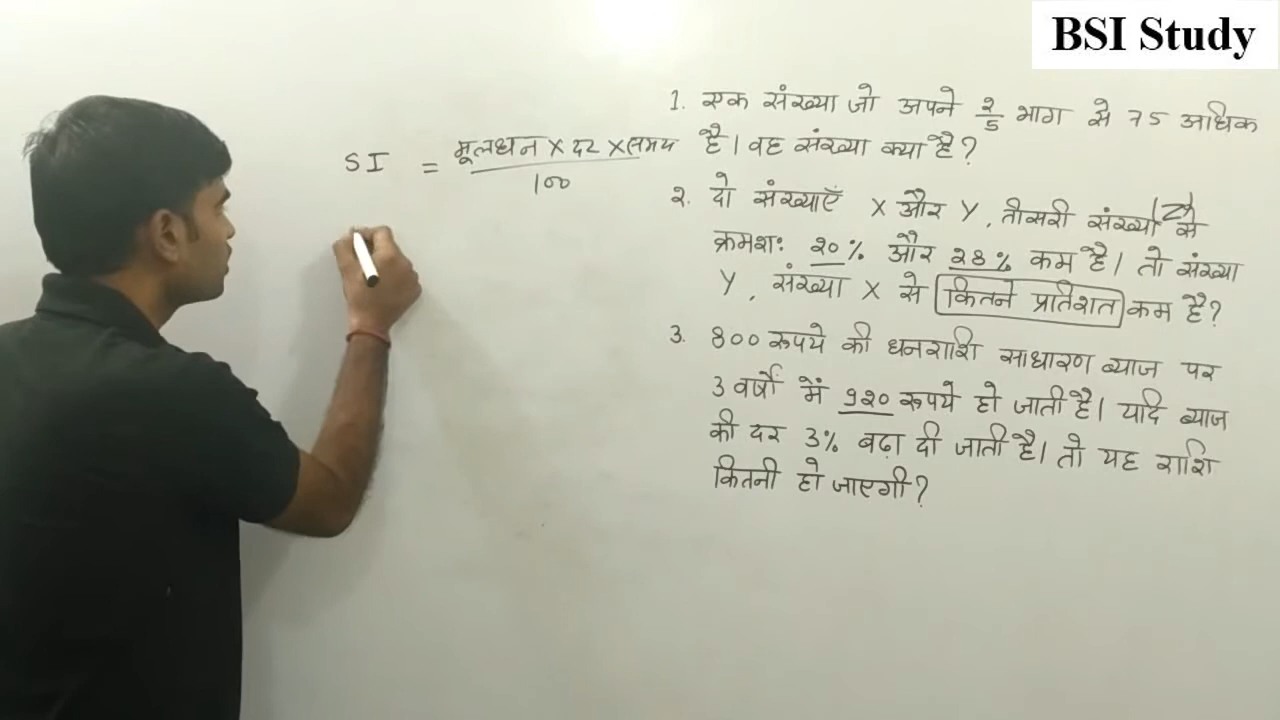 BSI Study
SI = मूलधन × दर × समय
100
1. एक संख्या जो अपने 2/5 भाग से 75 अधिक
है। वह संख्या क्या है?
2. दो संख्याएँ X और Y, तीसरी संख्या (Z) से
क्रमशः 20% और 28% कम है। तो संख्या
Y, संख्या X से कितने प्रतिशत कम है?
3. 800 रुपये की धनराशि साधारण ब्याज पर
3 वर्षों में 920 रुपये हो जाती है। यदि ब्याज
की दर 3% बढ़ा दी जाती है। तो यह राशि
कितनी हो जाएगी?